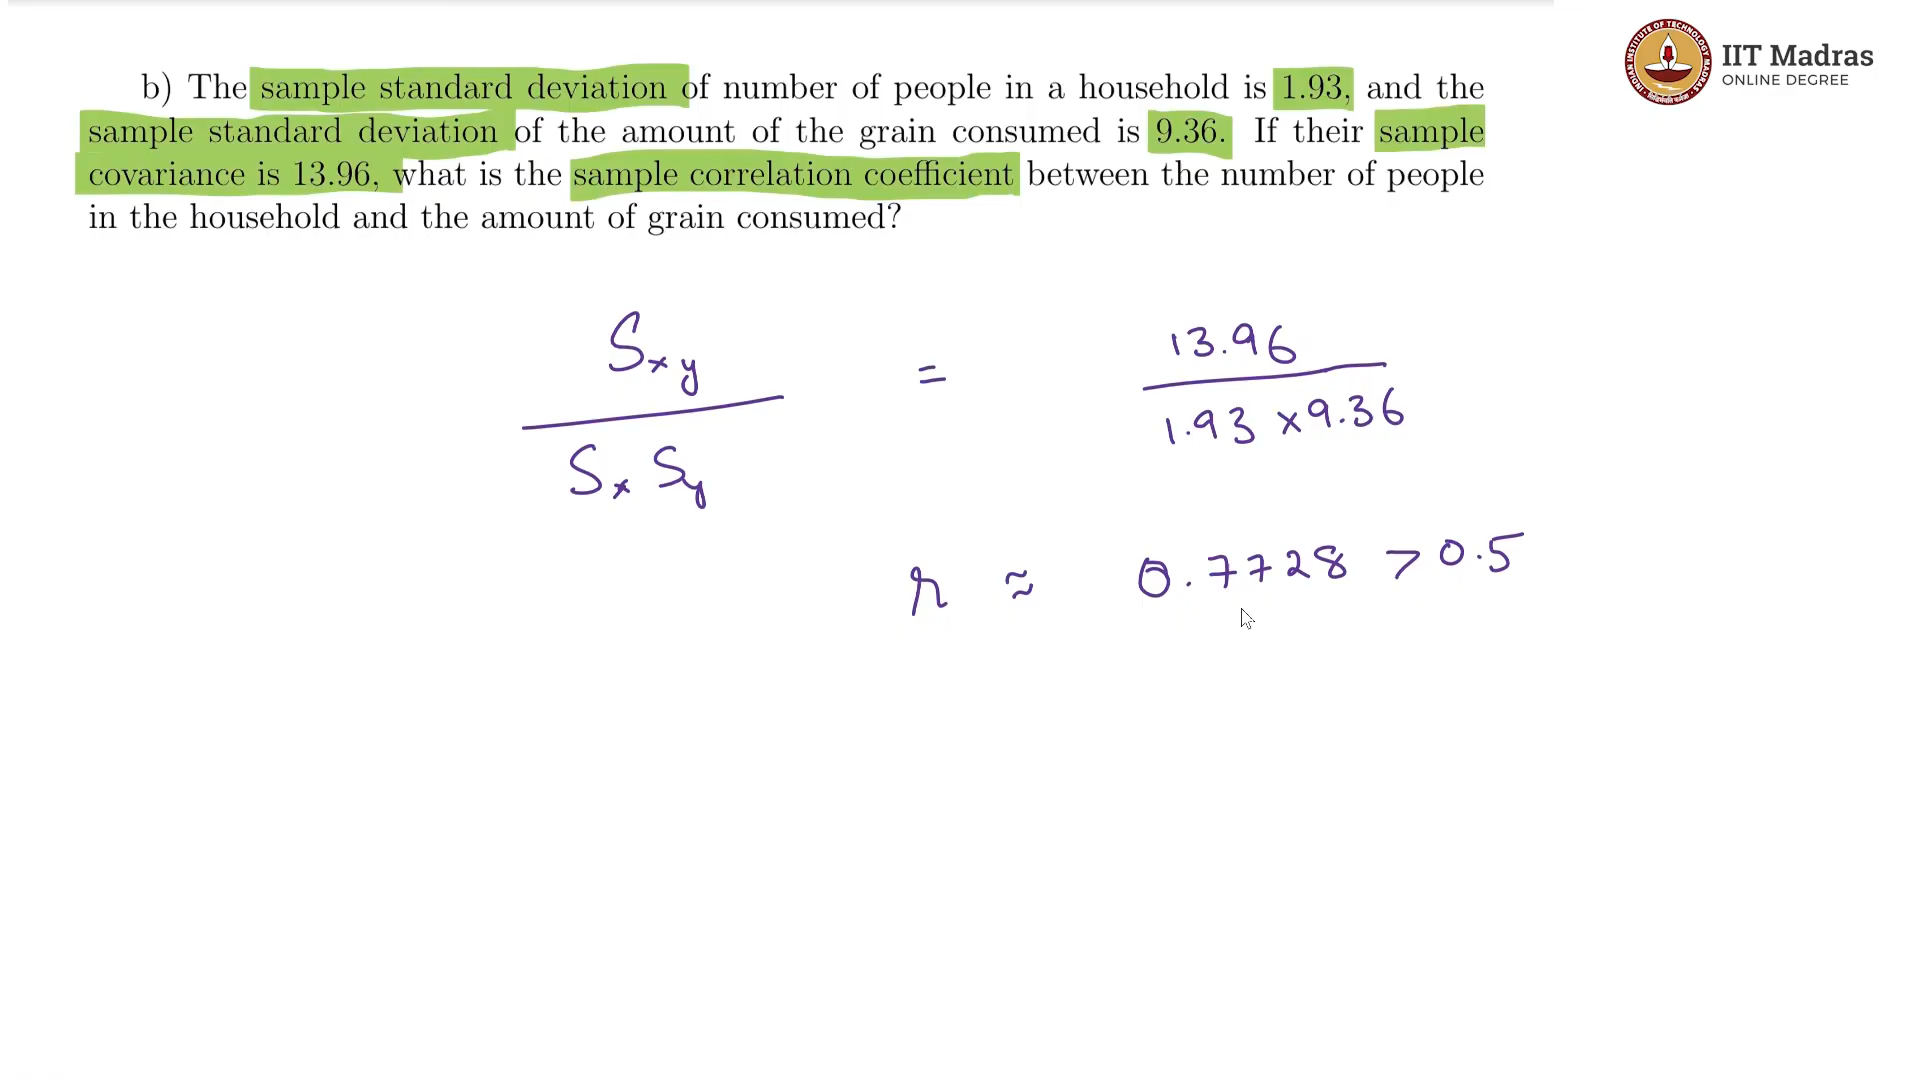 IIT Madras
ONLINE DEGREE
b) The sample standard deviation of number of people in a household is 1.93, and the
sample standard deviation of the amount of the grain consumed is 9.36. If their sample
covariance is 13.96, what is the sample correlation coefficient between the number of people
in the household and the amount of grain consumed?
Sxy / Sx Sy = 13.96 / 1.93 × 9.36
r ≈ 0.7728 > 0.5